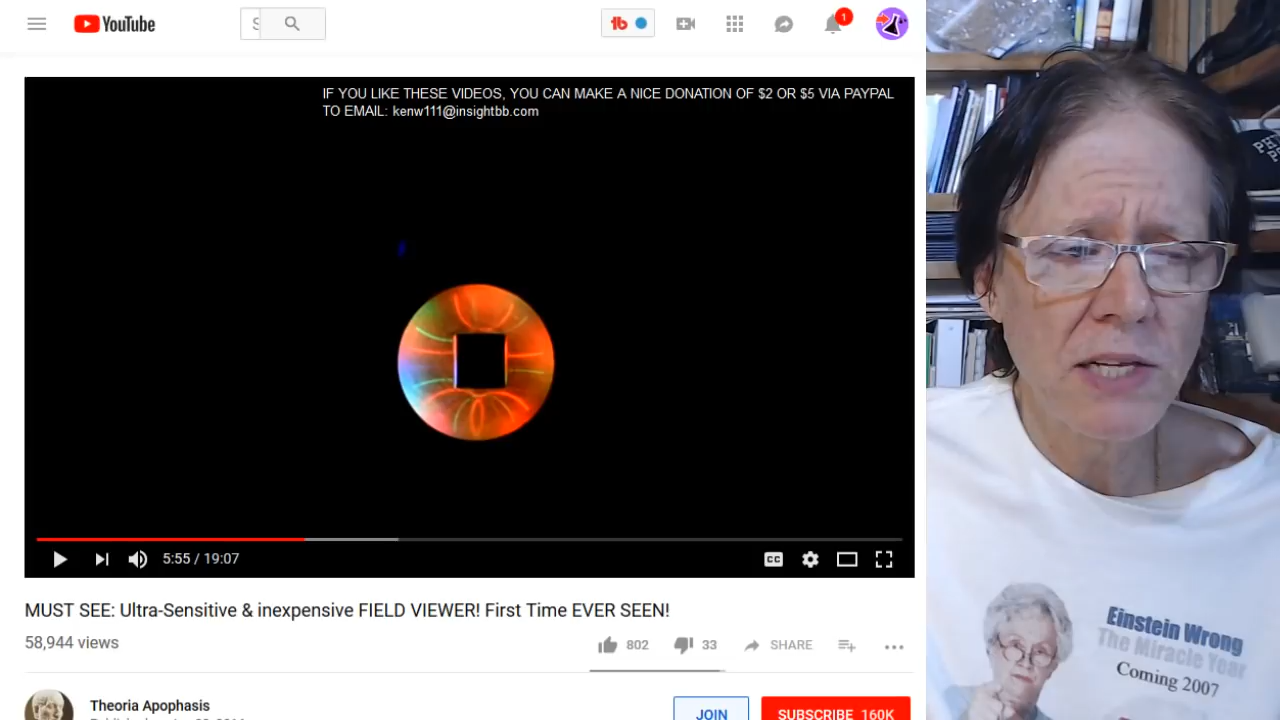 YouTube
S
1
IF YOU LIKE THESE VIDEOS, YOU CAN MAKE A NICE DONATION OF $2 OR $5 VIA PAYPAL
TO EMAIL: kenw111@insightbb.com
5:55 / 19:07
CC
MUST SEE: Ultra-Sensitive & inexpensive FIELD VIEWER! First Time EVER SEEN!
58,944 views
802
33
SHARE
Theoria Apophasis
JOIN
SUBSCRIBE 160K
Einstein Wrong
The Miracle Year
Coming 2007